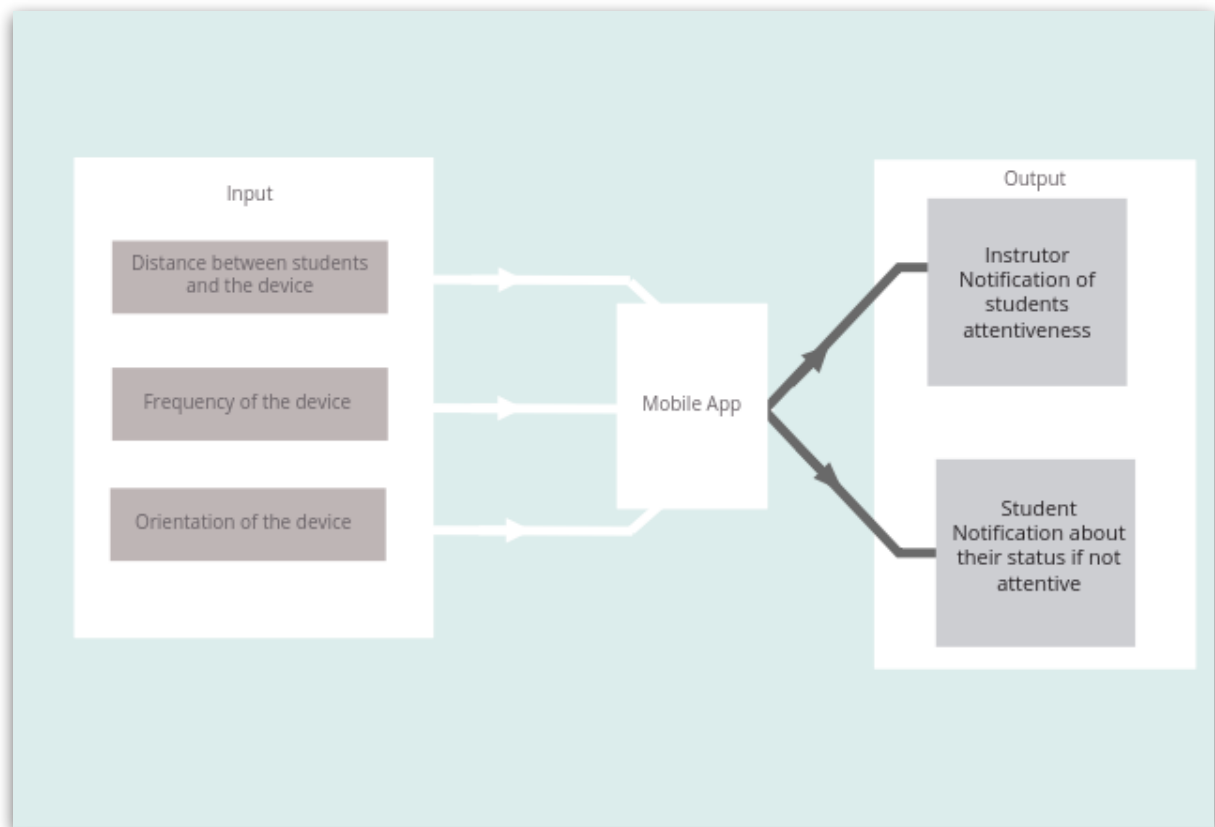 Input
Distance between students
and the device
Frequency of the device
Orientation of the device
Mobile App
Output
Instrutor
Notification of
students
attentiveness
Student
Notification about
their status if not
attentive